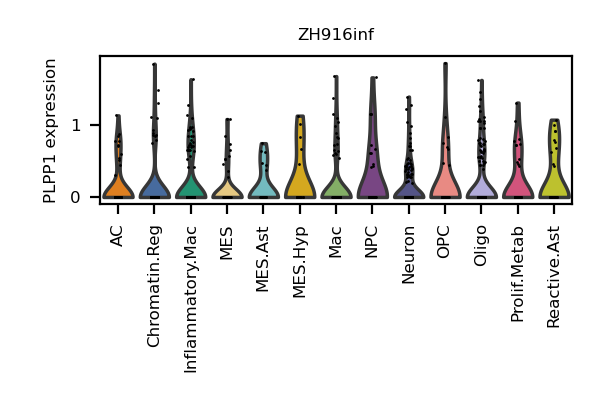 ZH916inf
PLPP1 expression
1
0
AC
Chromatin.Reg
Inflammatory.Mac
MES
MES.Ast
MES.Hyp
Mac
NPC
Neuron
OPC
Oligo
Prolif.Metab
Reactive.Ast